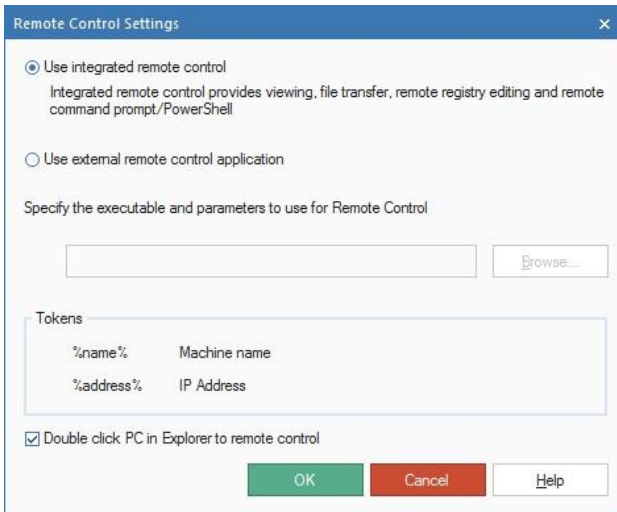 Remote Control Settings
Use integrated remote control
Integrated remote control provides viewing, file transfer, remote registry editing and remote
command prompt/PowerShell
Use external remote control application
Specify the executable and parameters to use for Remote Control
Browse...
Tokens
%name% Machine name
%address% IP Address
Double click PC in Explorer to remote control
OK Cancel Help